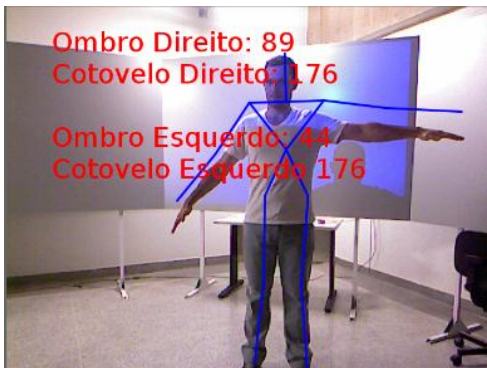 Ombro Direito: 89
Cotovelo Direito: 176
Ombro Esquerdo: 44
Cotovelo Esquerdo 176